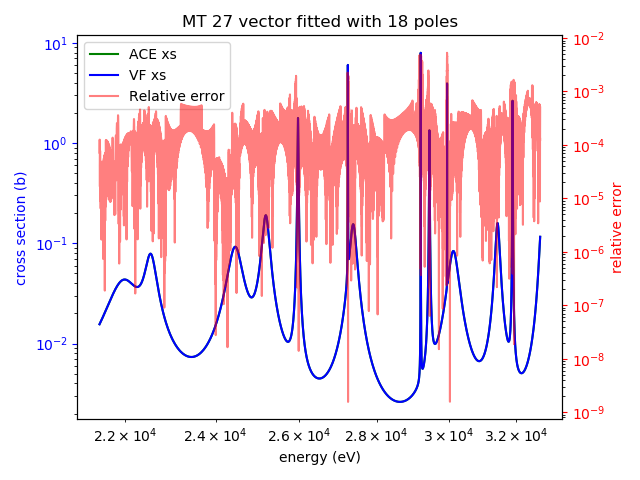 MT 27 vector fitted with 18 poles
ACE xs
VF xs
Relative error
cross section (b)
10¹
10⁰
10⁻¹
10⁻²
10⁻²
10⁻³
10⁻⁴
10⁻⁵
10⁻⁶
10⁻⁷
10⁻⁸
10⁻⁹
relative error
2.2 × 10⁴ 2.4 × 10⁴ 2.6 × 10⁴ 2.8 × 10⁴ 3 × 10⁴ 3.2 × 10⁴
energy (eV)